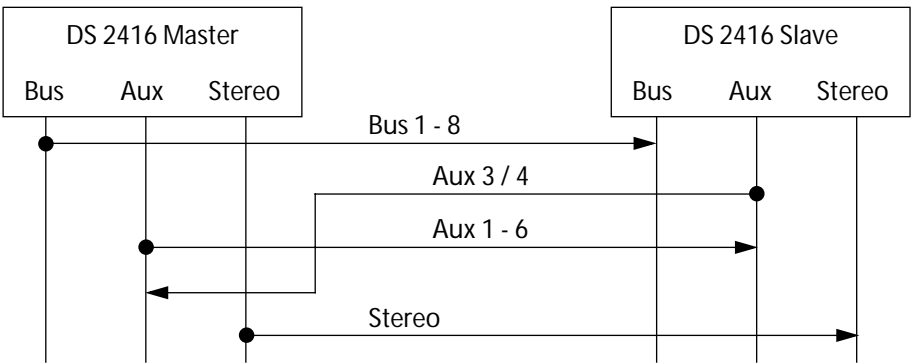 DS 2416 Master
DS 2416 Slave
Bus Aux Stereo
Bus Aux Stereo
Bus 1 - 8
Aux 3 / 4
Aux 1 - 6
Stereo